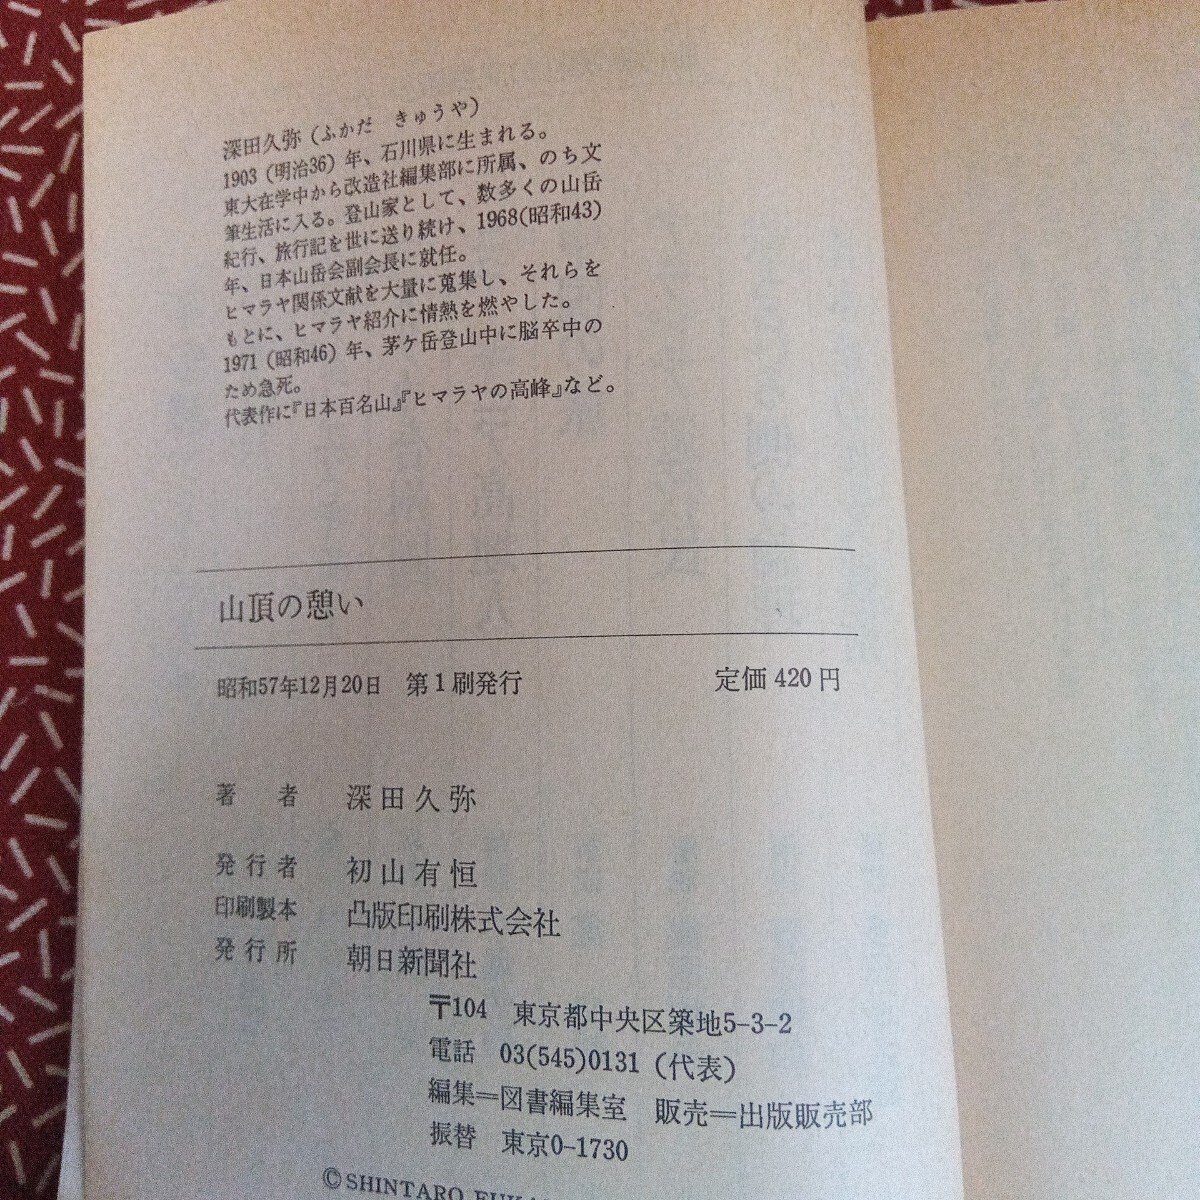 深田久弥(ふかだ きゅうや)
1903(明治36)年、石川県に生まれる。
東大在学中から改造社編集部に所属、のち文
筆生活に入る。登山家として、数多くの山岳
紀行、旅行記を世に送り続け、1968(昭和43)
年、日本山岳会副会長に就任。
ヒマラヤ関係文献を大量に蒐集し、それらを
もとに、ヒマラヤ紹介に情熱を燃やした。
1971(昭和46)年、茅ケ岳登山中に脳卒中の
ため急死。
代表作に『日本百名山』『ヒマラヤの高峰』など。
山頂の憩い
昭和57年12月20日 第1刷発行 定価420円
著者 深田久弥
発行者 初山有恒
印刷製本 凸版印刷株式会社
発行所 朝日新聞社
〒104 東京都中央区築地5-3-2
電話 03(545)0131(代表)
編集=図書編集室 販売=出版販売部
振替 東京0-1730
©SHINTARO